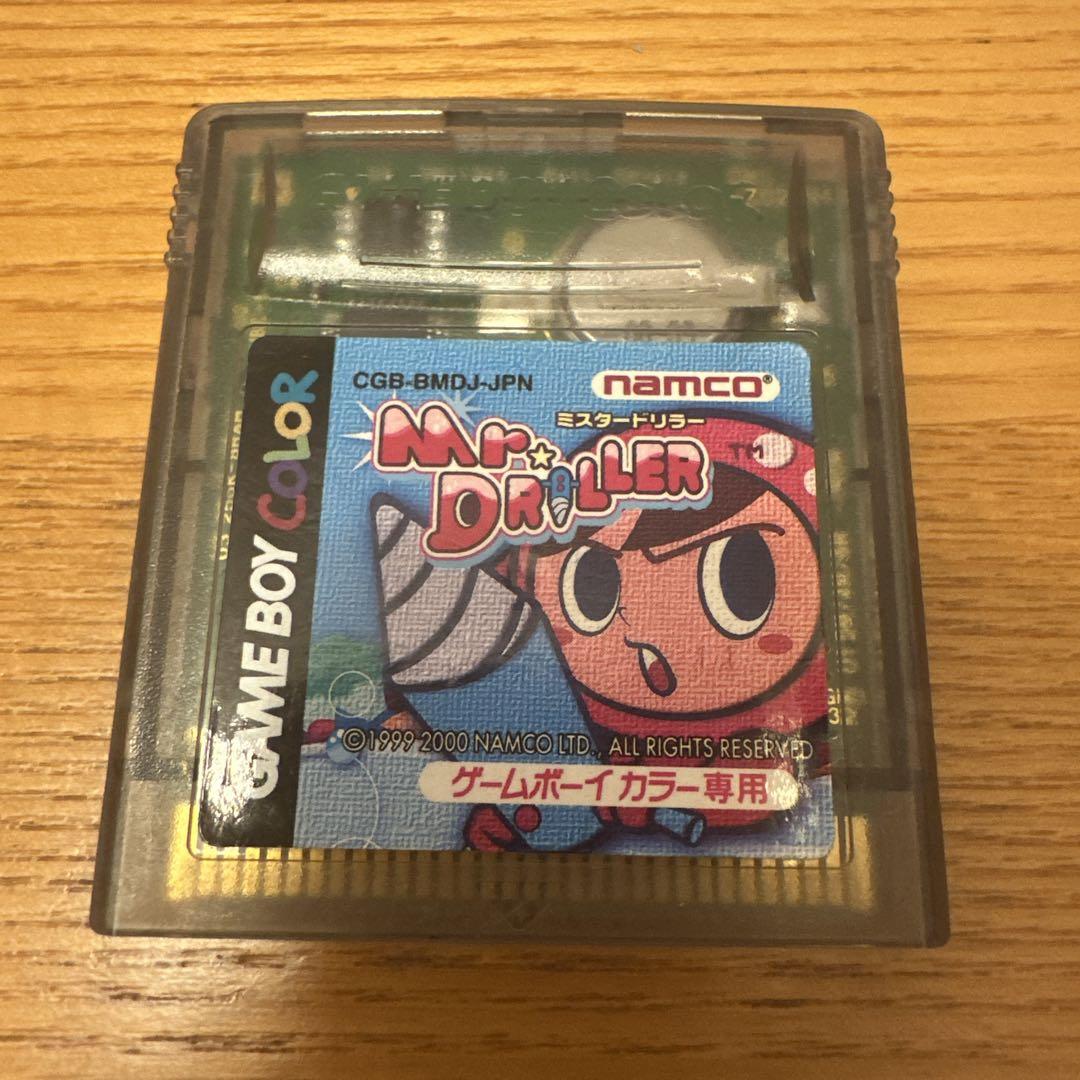 GAME BOY COLOR
CGB-BMDJ-JPN
namco®
ミスタードリラー
Mr. DRILLER TM
©1999 2000 NAMCO LTD., ALL RIGHTS RESERVED
ゲームボーイ カラー専用